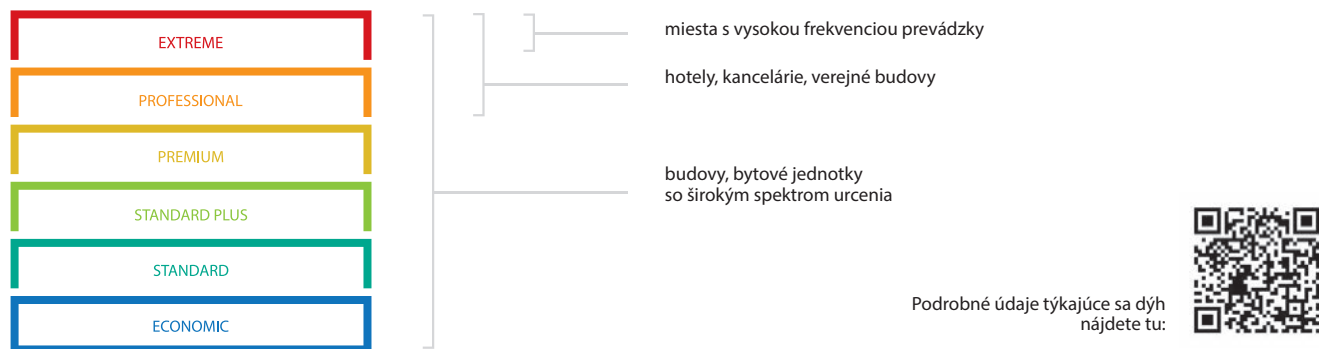 EXTREME
PROFESSIONAL
PREMIUM
STANDARD PLUS
STANDARD
ECONOMIC
miesta s vysokou frekvenciou prevádzky
hotely, kancelárie, verejné budovy
budovy, bytové jednotky
so širokým spektrom urcenia
Podrobné údaje týkajúce sa dýh
nájdete tu: